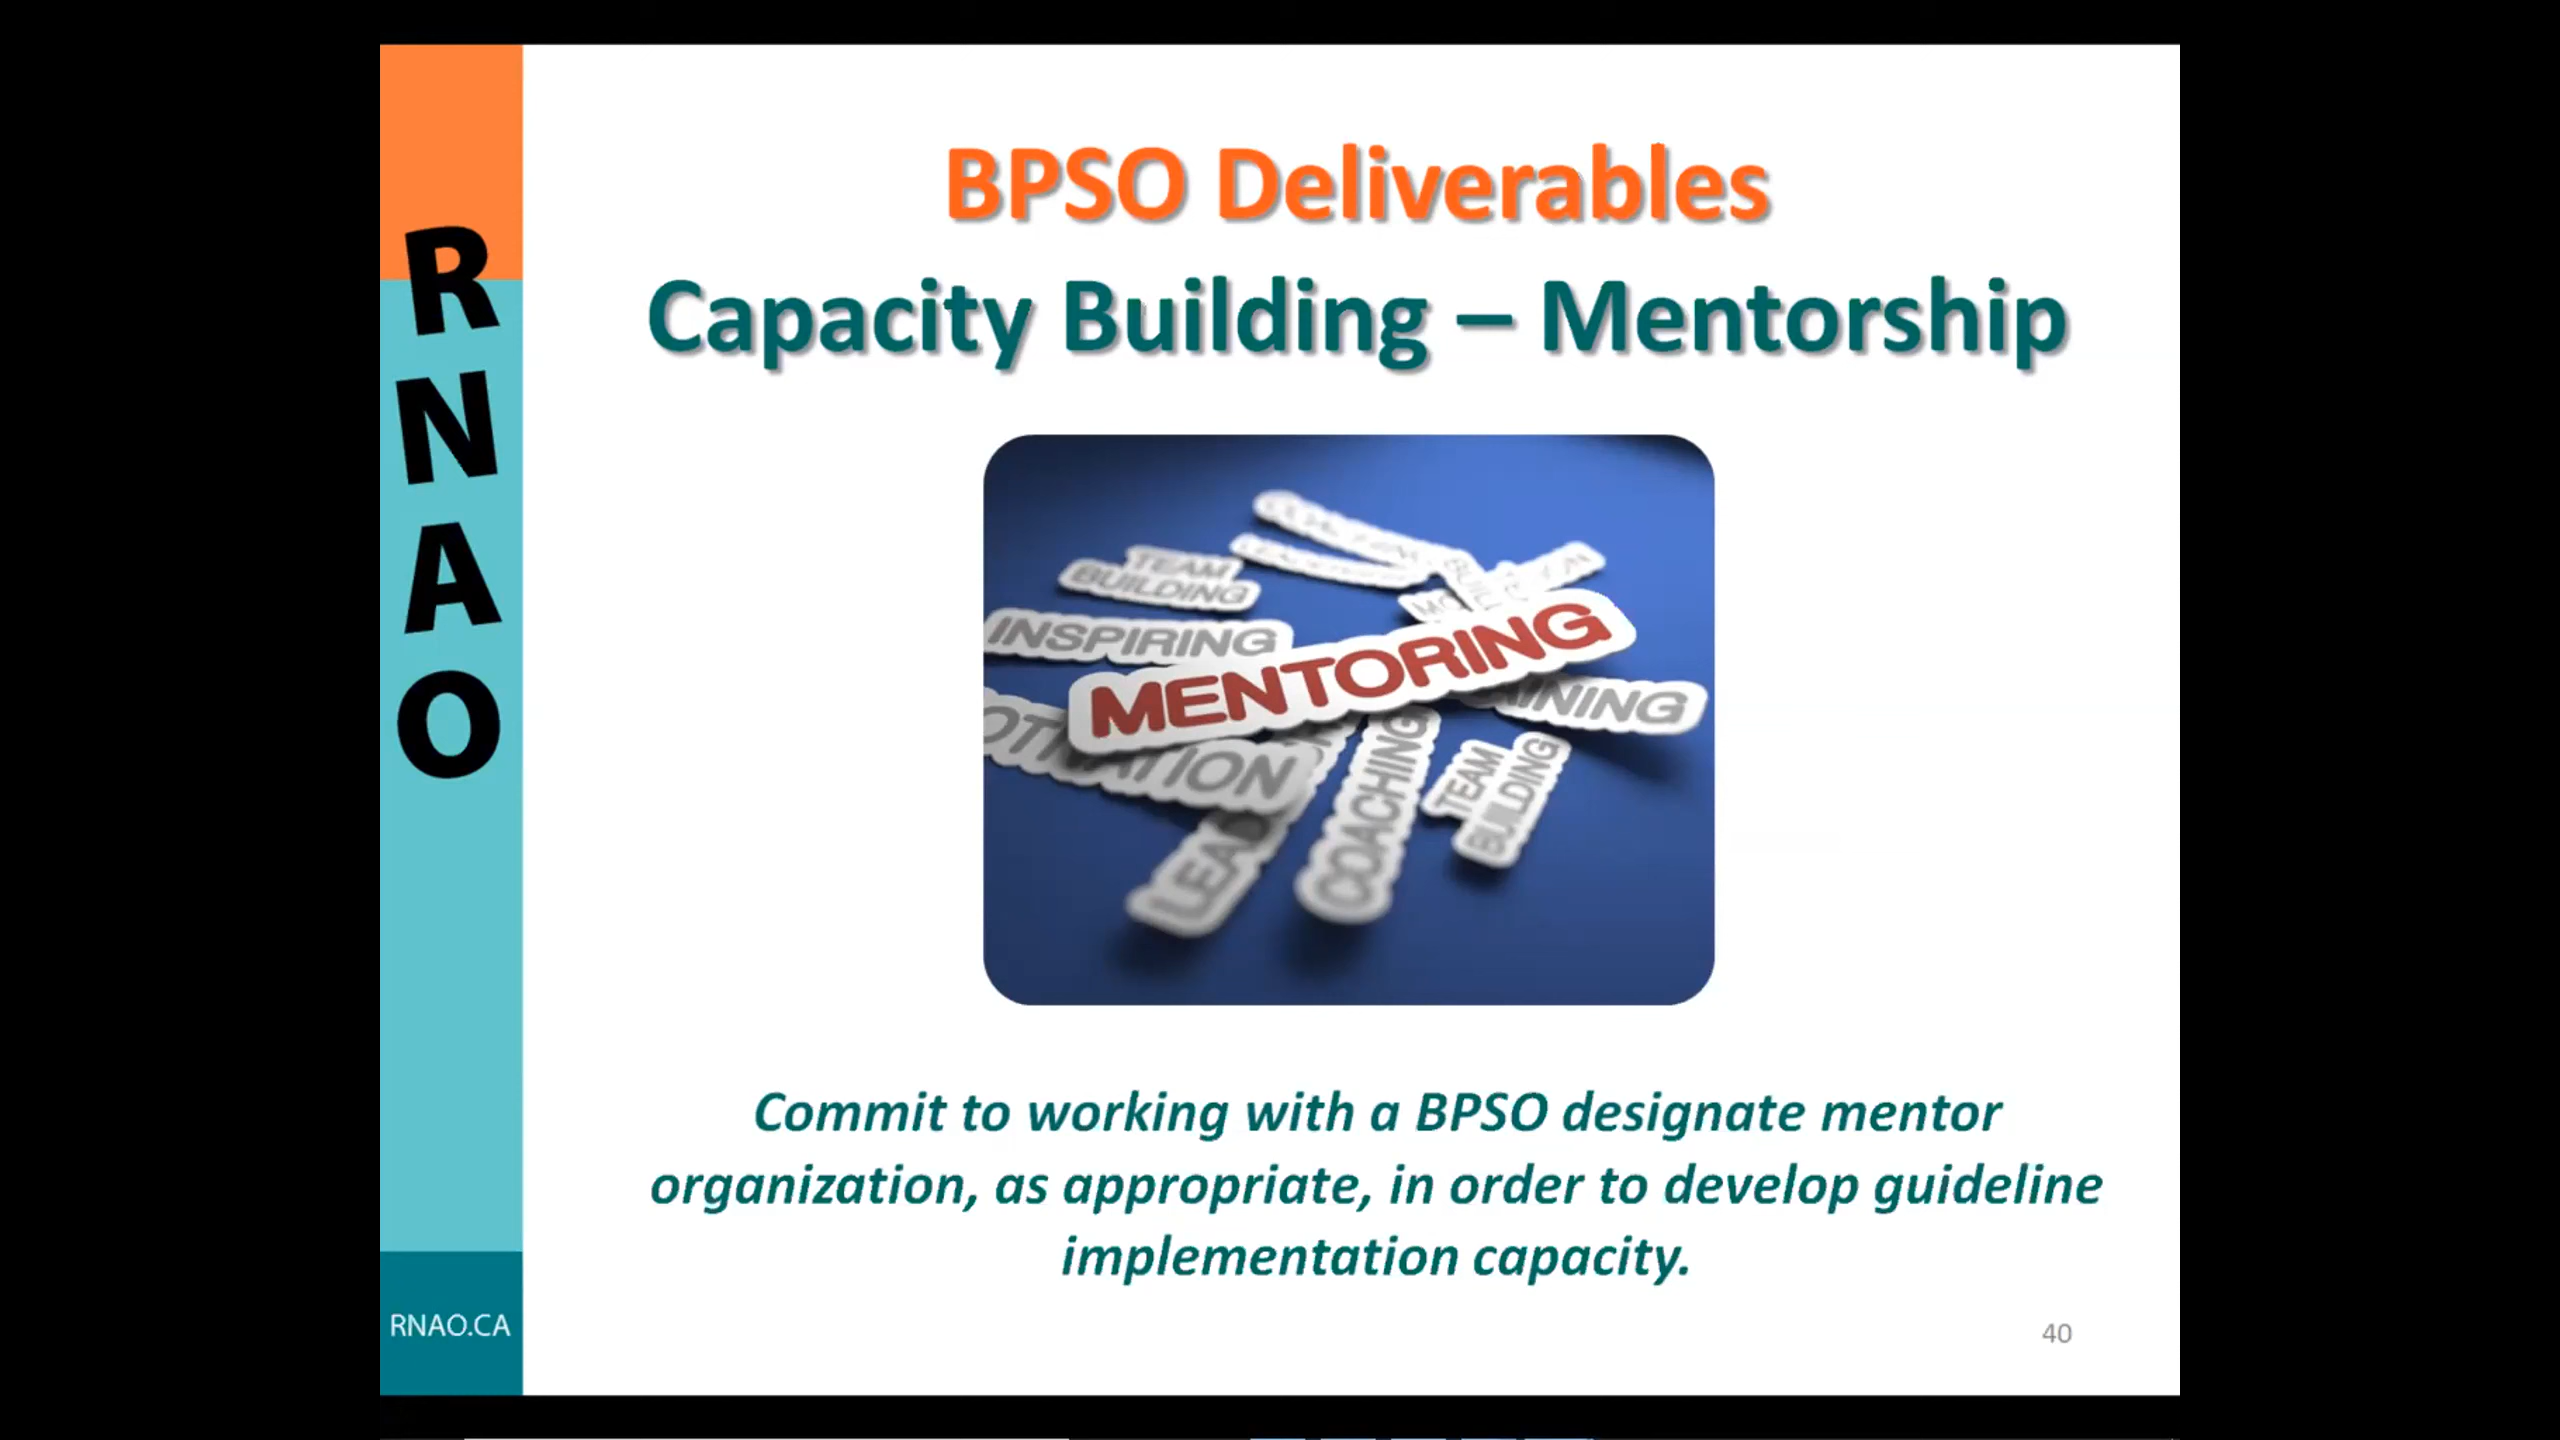 BPSO Deliverables
Capacity Building – Mentorship
R
N
A
O
TEAM
BUILDING
INSPIRING
MENTORING
COACHING
TEAM
BUILDING
Commit to working with a BPSO designate mentor
organization, as appropriate, in order to develop guideline
implementation capacity.
RNAO.CA
40